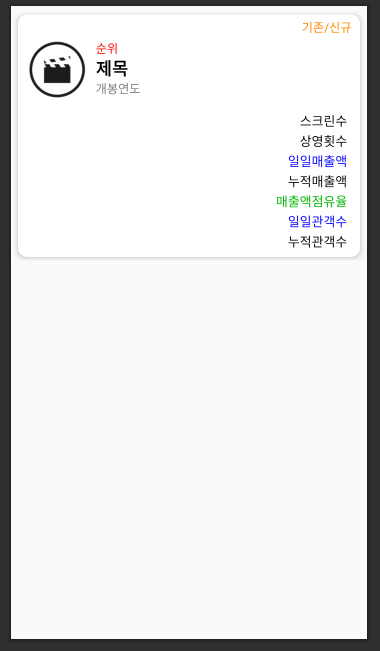 기존/신규
순위
제목
개봉연도
스크린수
상영횟수
일일매출액
누적매출액
매출액점유율
일일관객수
누적관객수